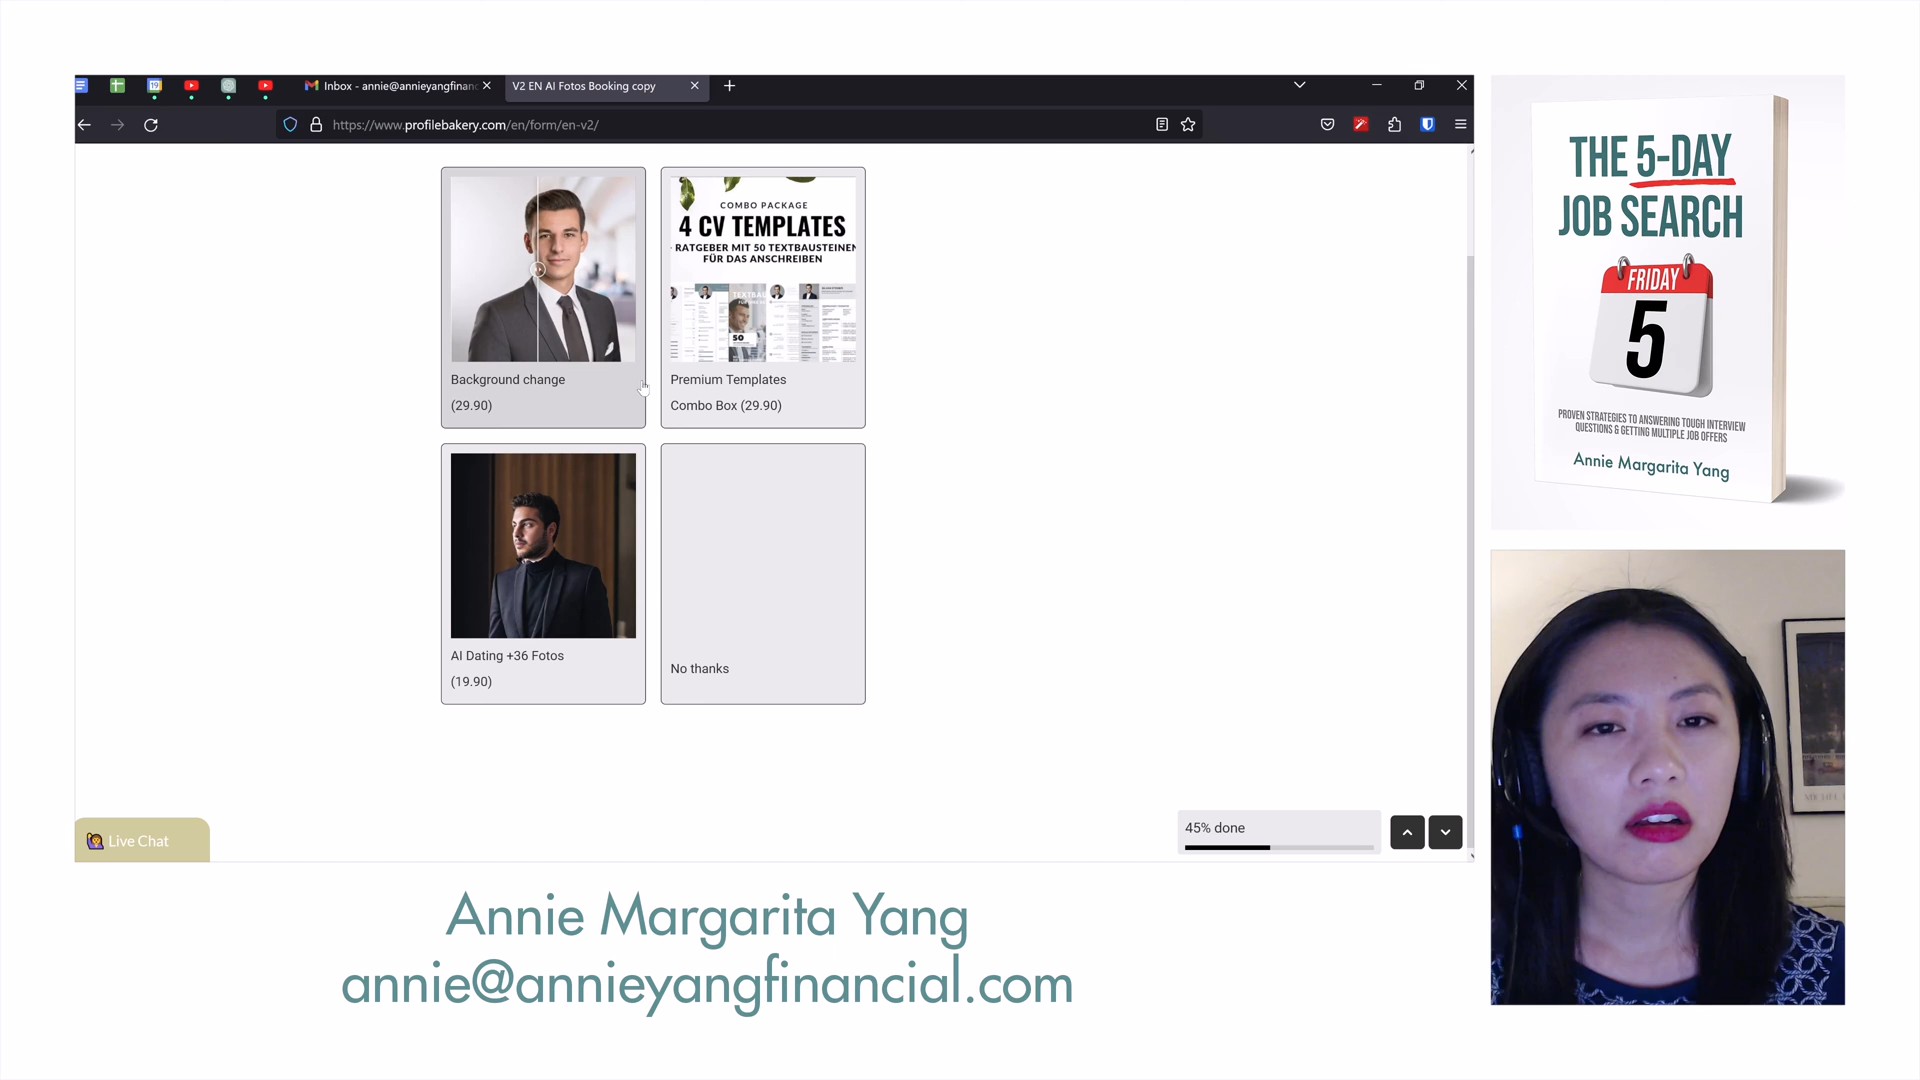 Inbox - annie@annieyangfinanc
V2 EN AI Fotos Booking copy
https://www.profilebakery.com/en/form/en-v2/
COMBO PACKAGE
4 CV TEMPLATES
RATGEBER MIT 50 TEXTBAUSTEINEN
FÜR DAS ANSCHREIBEN
50
Background change
(29.90)
Premium Templates
Combo Box (29.90)
AI Dating +36 Fotos
(19.90)
No thanks
Live Chat
45% done
THE 5-DAY
JOB SEARCH
FRIDAY
5
PROVEN STRATEGIES TO ANSWERING TOUGH INTERVIEW
QUESTIONS & GETTING MULTIPLE JOB OFFERS
Annie Margarita Yang
Annie Margarita Yang
annie@annieyangfinancial.com